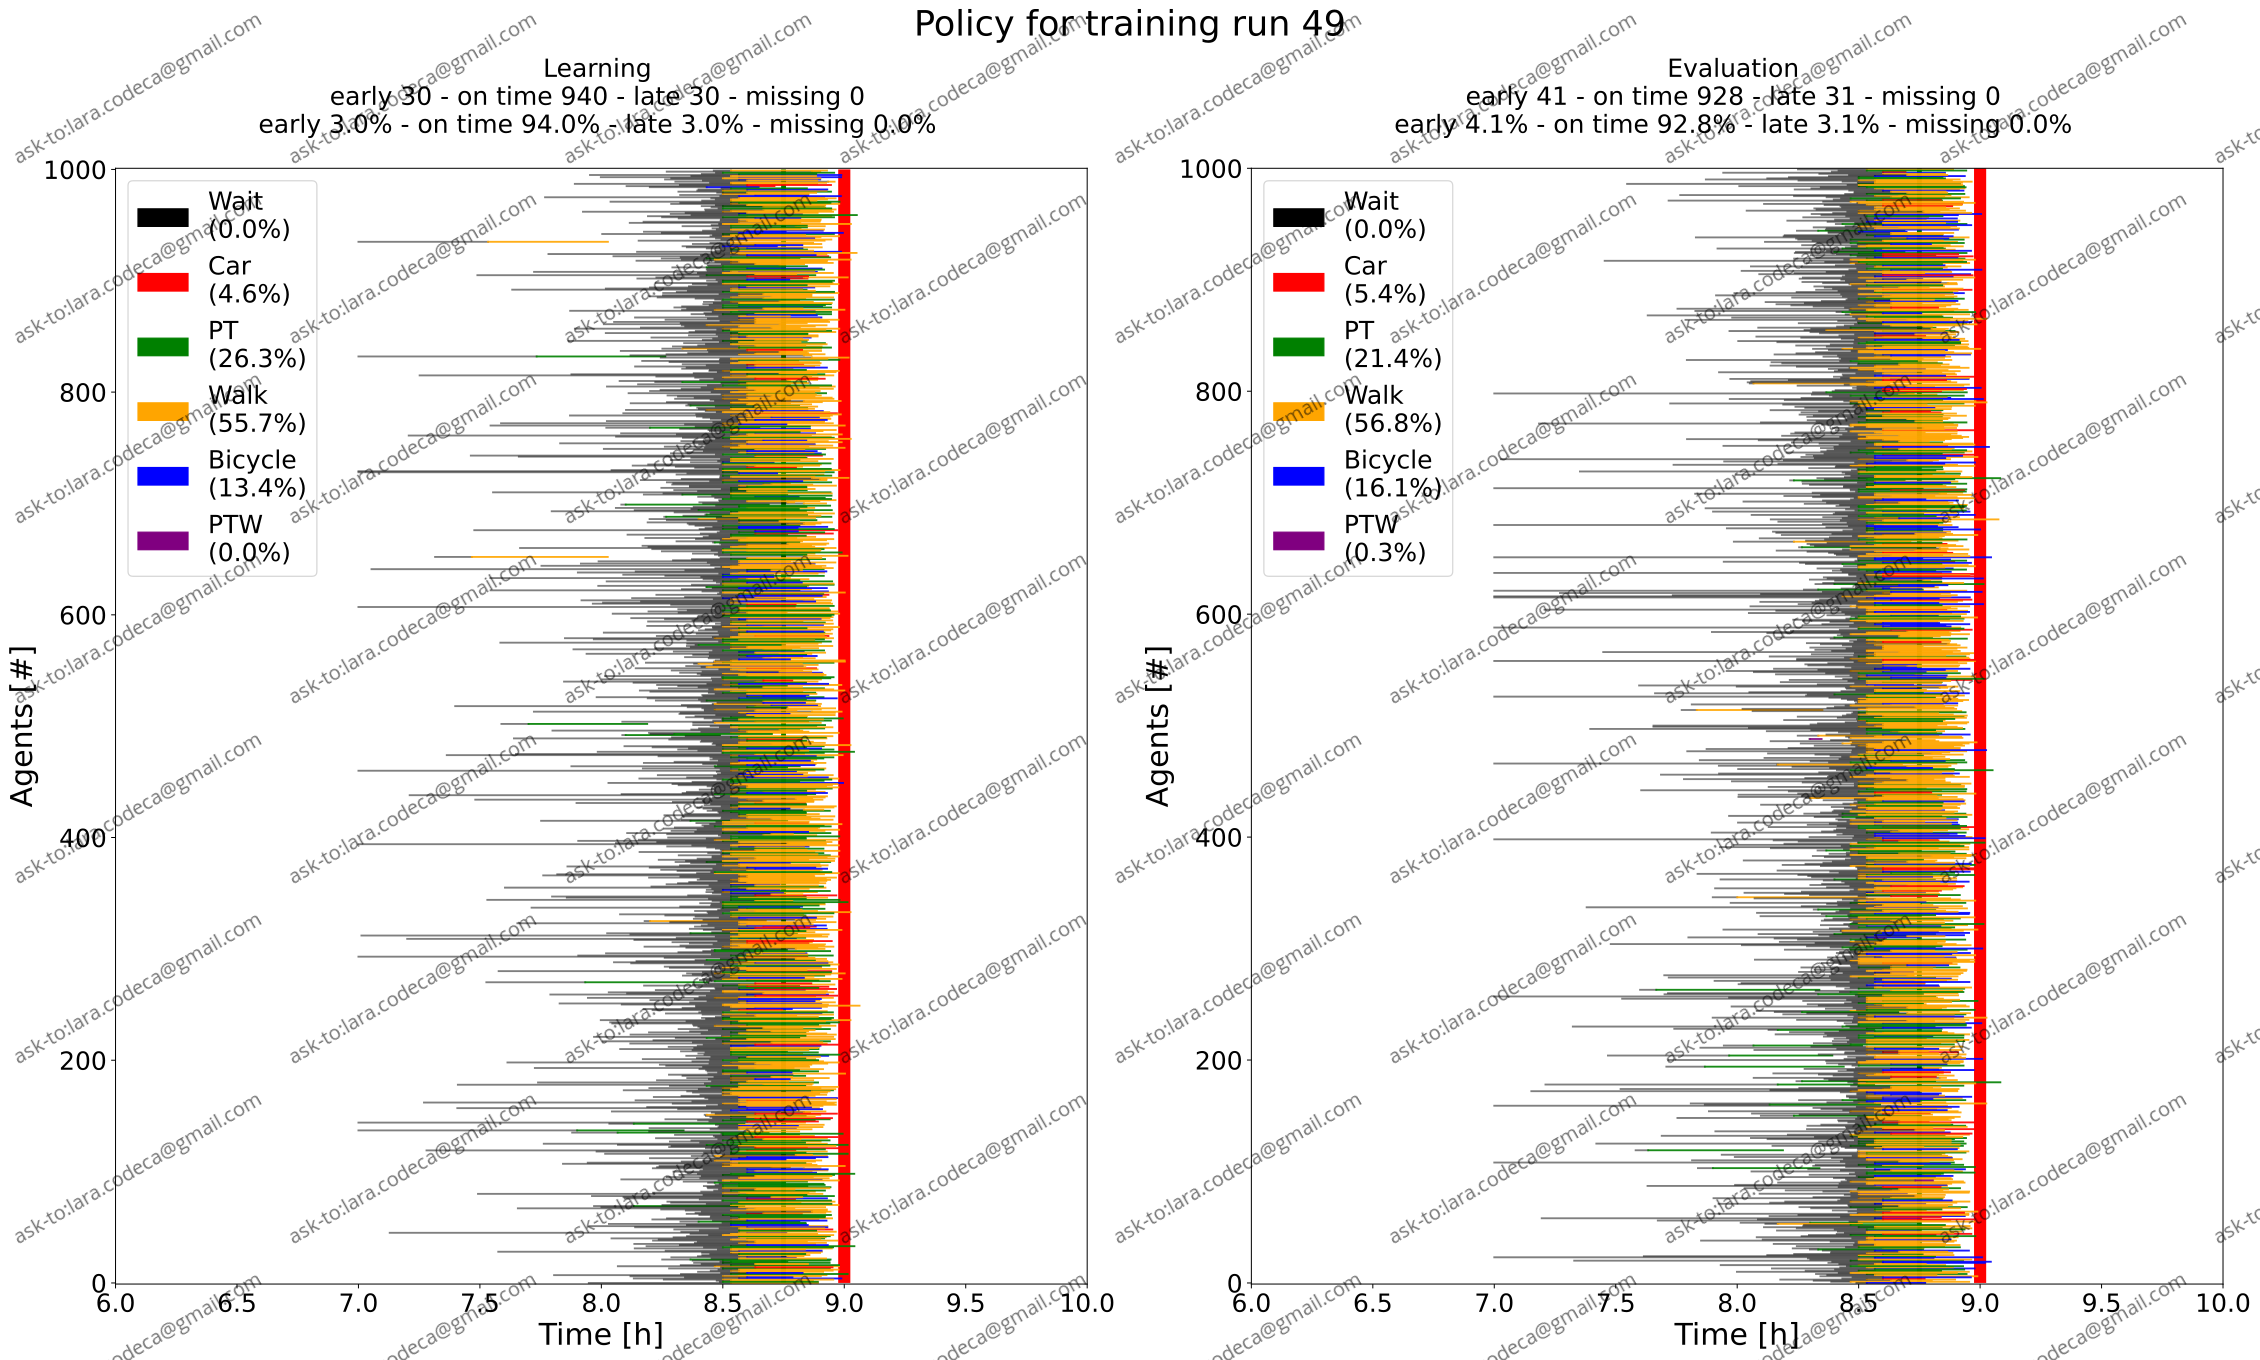 Policy for training run 49
Learning
early 30 - on time 940 - late 30 - missing 0
early 3.0% - on time 94.0% - late 3.0% - missing 0.0%
1000
800
600
400
200
0
Agents [#]
Wait
(0.0%)
Car
(4.6%)
PT
(26.3%)
Walk
(55.7%)
Bicycle
(13.4%)
PTW
(0.0%)
6.0 6.5 7.0 7.5 8.0 8.5 9.0 9.5 10.0
Time [h]
Evaluation
early 41 - on time 928 - late 31 - missing 0
early 4.1% - on time 92.8% - late 3.1% - missing 0.0%
1000
800
600
400
200
0
Agents [#]
Wait
(0.0%)
Car
(5.4%)
PT
(21.4%)
Walk
(56.8%)
Bicycle
(16.1%)
PTW
(0.3%)
6.0 6.5 7.0 7.5 8.0 8.5 9.0 9.5 10.0
Time [h]
ask-to:lara.codeca@gmail.com